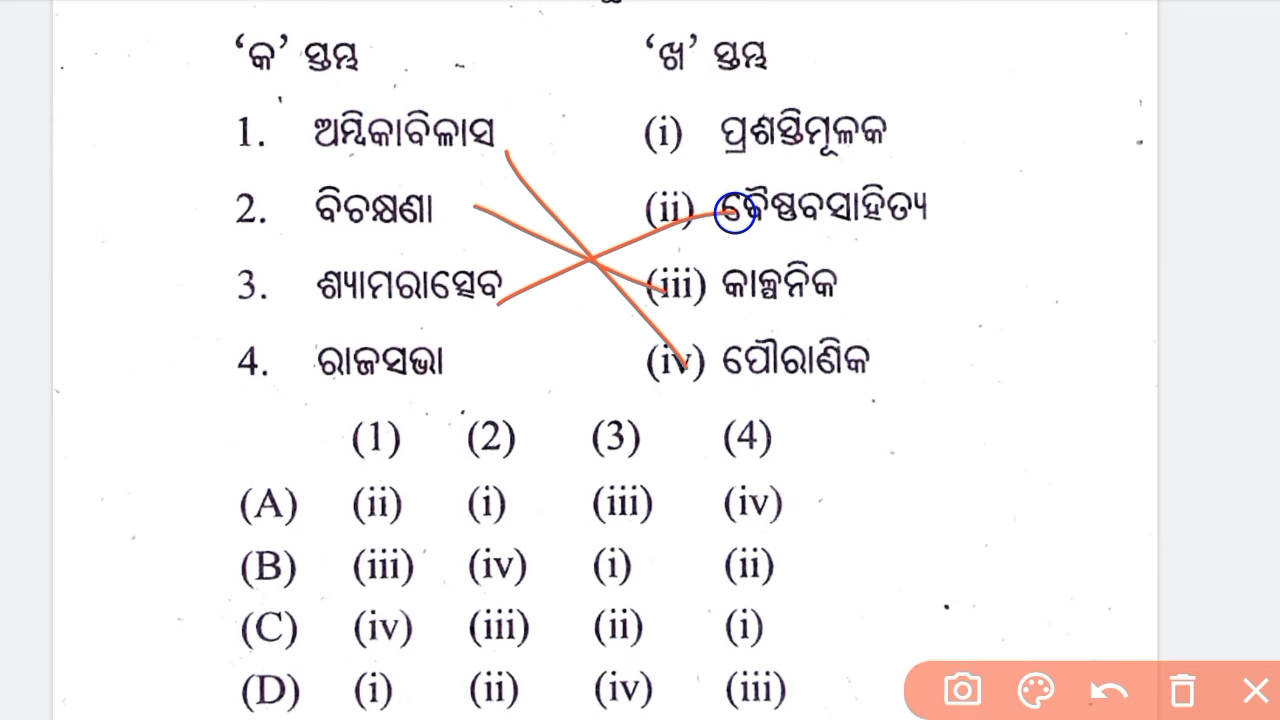 ‘କ’ ସ୍ତମ୍ଭ ‘ଖ’ ସ୍ତମ୍ଭ
1. ଅମ୍ବିକାବିଳାସ (i) ପ୍ରଶସ୍ତିମୂଳକ
2. ବିଚକ୍ଷଣା (ii) ବୈଷ୍ଣବସାହିତ୍ୟ
3. ଶ୍ୟାମରାସୋତ୍ସବ (iii) କାଳ୍ପନିକ
4. ରାଜସଭା (iv) ପୌରାଣିକ
(1) (2) (3) (4)
(A) (ii) (i) (iii) (iv)
(B) (iii) (iv) (i) (ii)
(C) (iv) (iii) (ii) (i)
(D) (i) (ii) (iv) (iii)